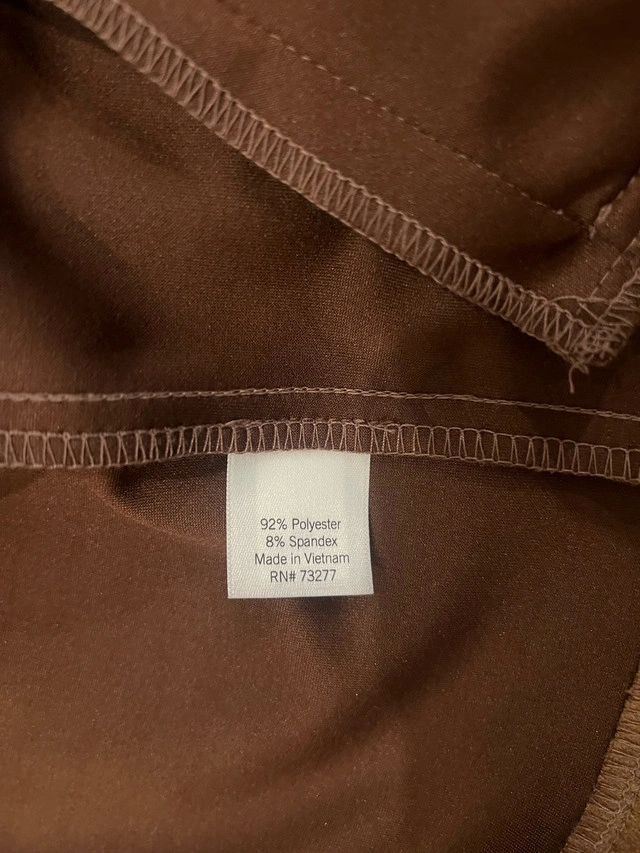 92% Polyester
8% Spandex
Made in Vietnam
RN# 73277